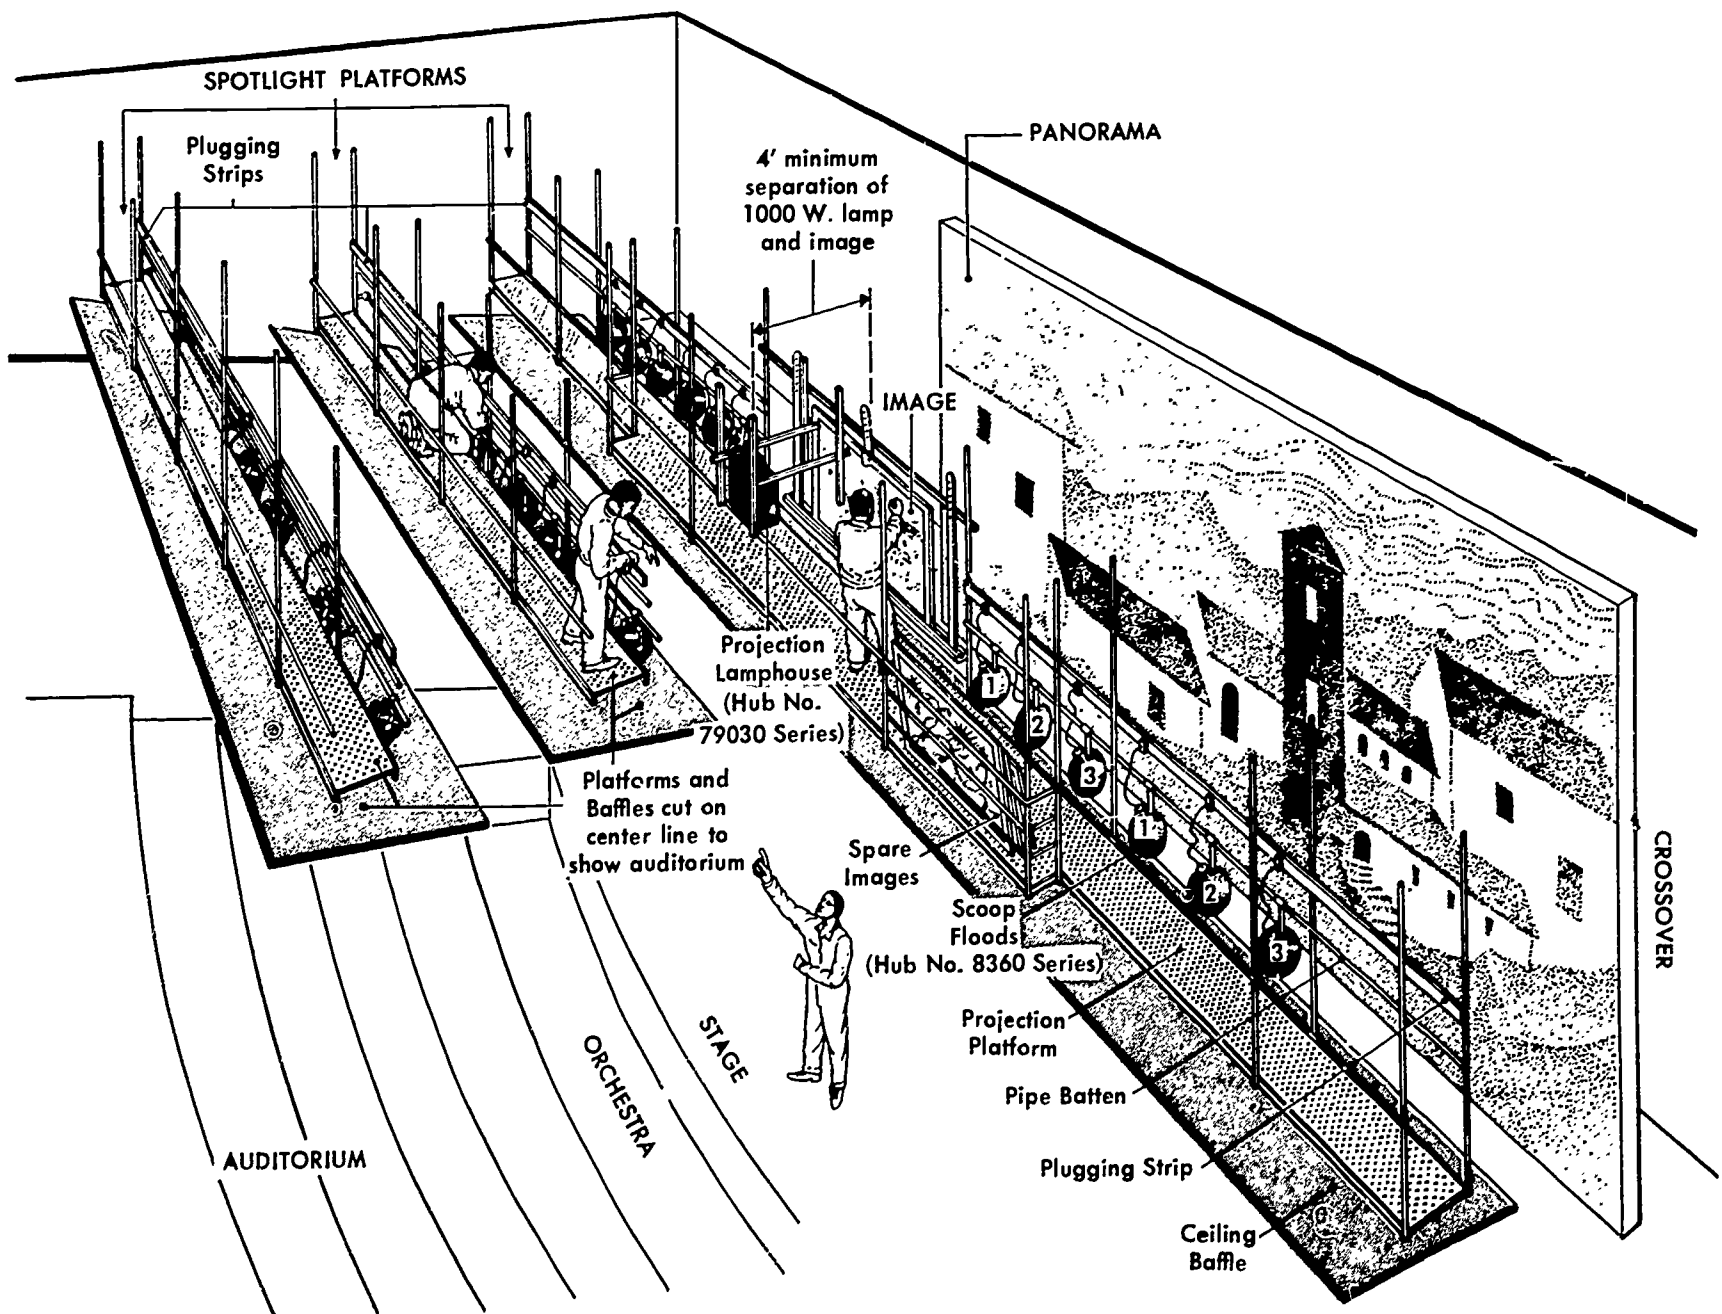 SPOTLIGHT PLATFORMS
Plugging
Strips
4' minimum
separation of
1000 W. lamp
and image
PANORAMA
IMAGE
Projection
Lamphouse
(Hub No.
79030 Series)
1
2
3
1
2
3
Platforms and
Baffles cut on
center line to
show auditorium
Spare
Images
Scoop
Floods
(Hub No. 8360 Series)
CROSOVER
Projection
Platform
Pipe Batten
Plugging Strip
Ceiling
Baffle
STAGE
ORCHESTRA
AUDITORIUM